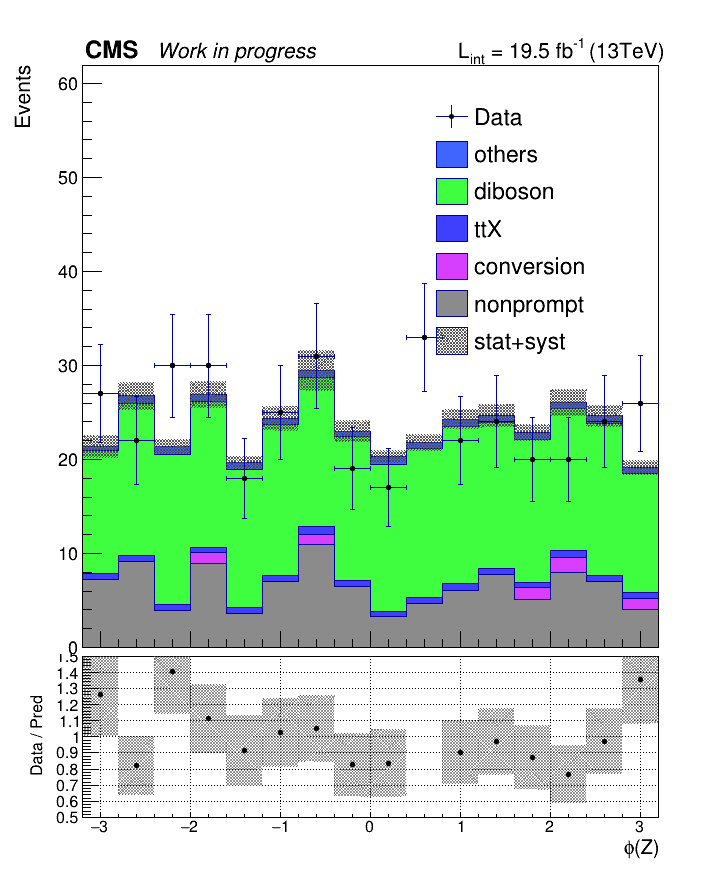 CMS Work in progress L_int = 19.5 fb^-1 (13TeV)
Events
60
50
40
30
20
10
0
Data
others
diboson
ttX
conversion
nonprompt
stat+syst
Data / Pred
1.5
1.4
1.3
1.2
1.1
1
0.9
0.8
0.7
0.6
0.5
−3 −2 −1 0 1 2 3
ϕ(Z)